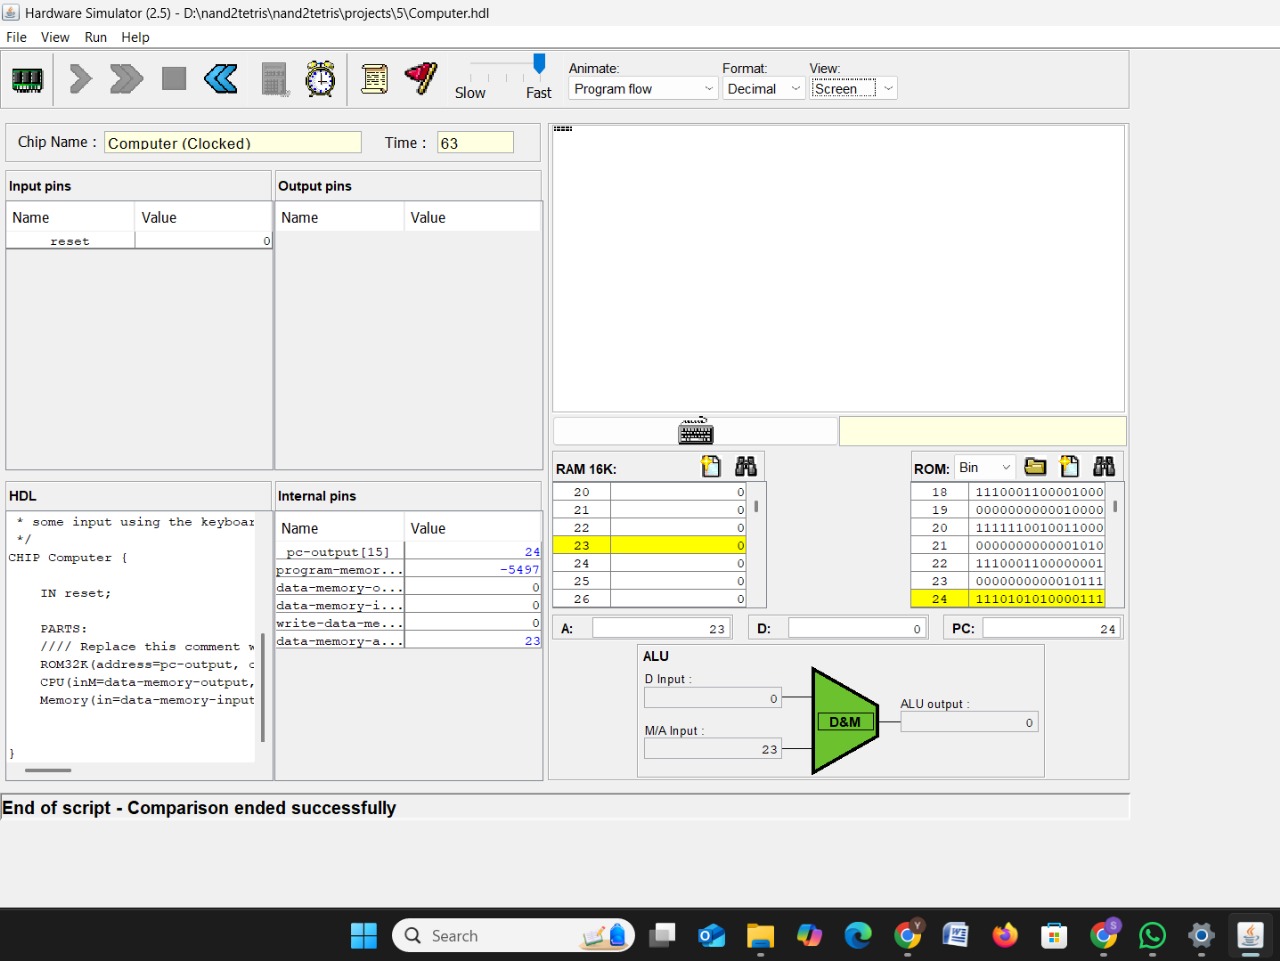 Hardware Simulator (2.5) - D:\nand2tetris\nand2tetris\projects\5\Computer.hdl
File View Run Help
Slow Fast
Animate: Format: View:
Program flow Decimal Screen
Chip Name : Computer (Clocked) Time : 63
Input pins
Name Value
reset 0
Output pins
Name Value
HDL
* some input using the keyboar
*/
CHIP Computer {
IN reset;
PARTS:
//// Replace this comment w
ROM32K(address=pc-output, c
CPU(inM=data-memory-output,
Memory(in=data-memory-input
}
Internal pins
Name Value
pc-output[15] 24
program-memor... -5497
data-memory-o... 0
data-memory-i... 0
write-data-me... 0
data-memory-a... 23
RAM 16K:
20 0
21 0
22 0
23 0
24 0
25 0
26 0
ROM: Bin
18 1110001100001000
19 0000000000010000
20 1111110010011000
21 0000000000001010
22 1110001100000001
23 0000000000010111
24 1110101010000111
A: 23 D: 0 PC: 24
ALU
D Input :
0
M/A Input :
23
D&M
ALU output :
0
End of script - Comparison ended successfully
Search